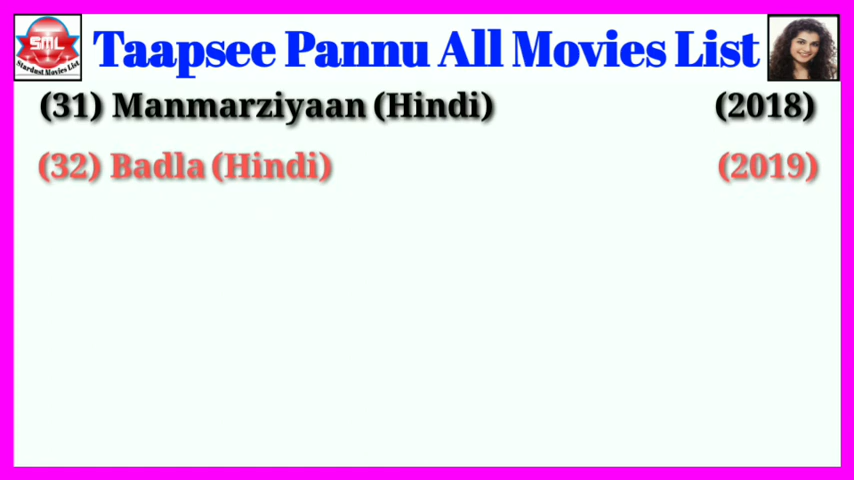 SML
Stardust Movies List
Taapsee Pannu All Movies List
(31) Manmarziyaan (Hindi) (2018)
(32) Badla (Hindi) (2019)